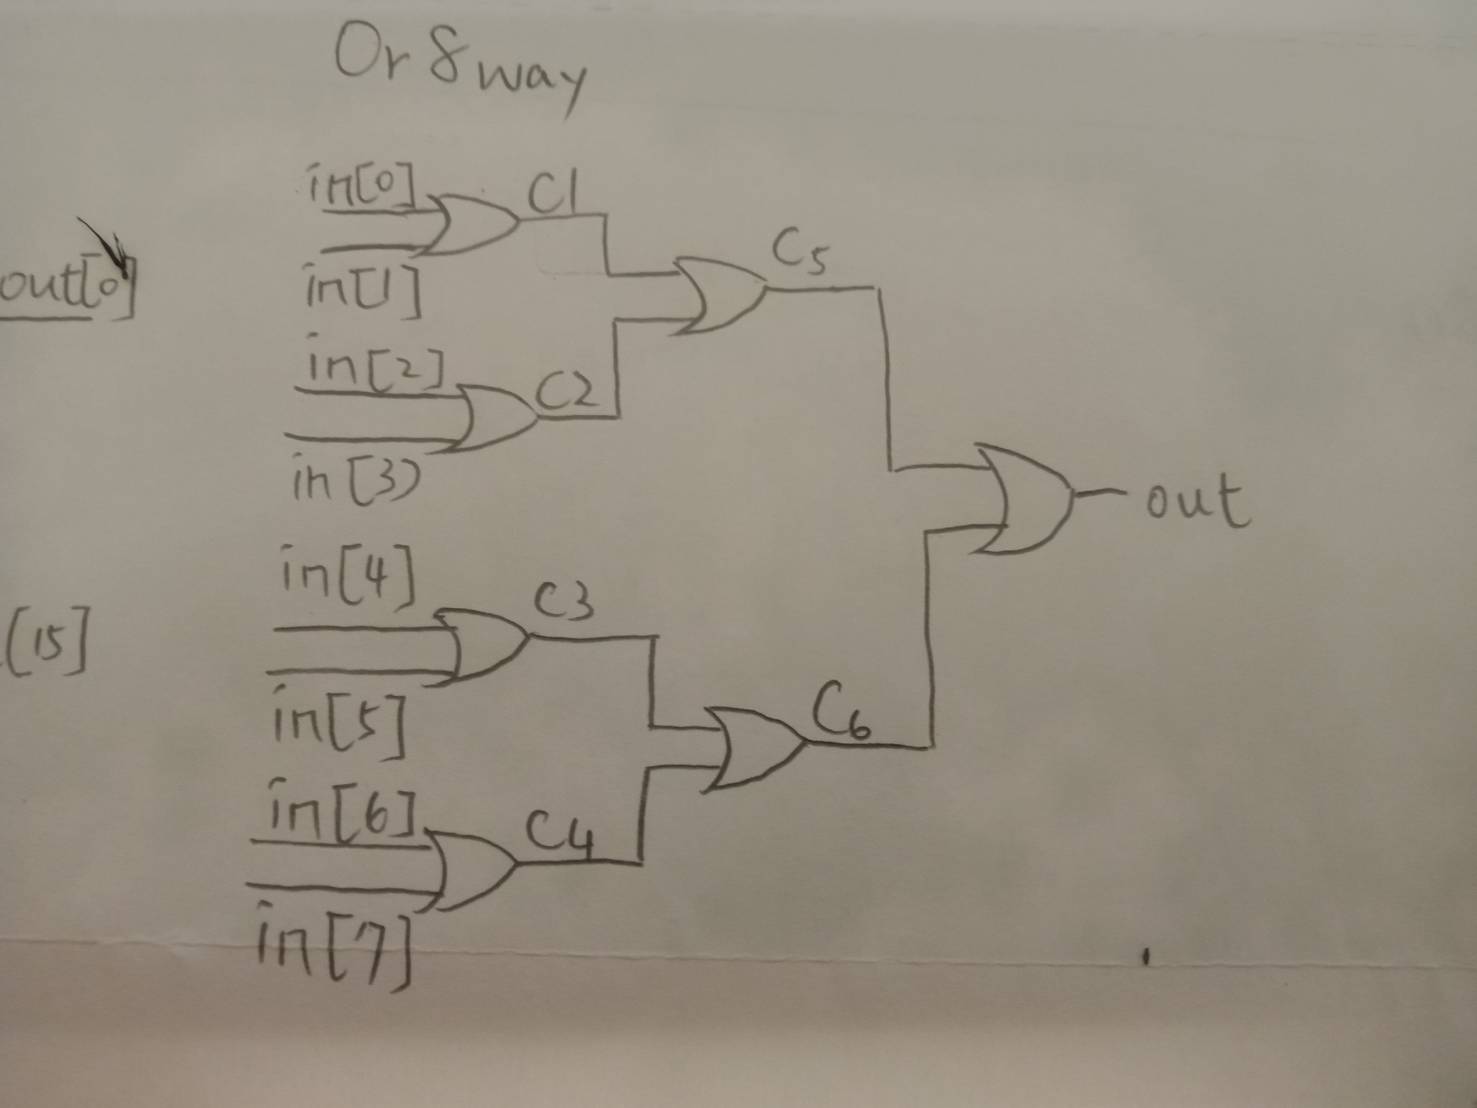 Or 8 way
in[0]
C1
in[1]
C5
out[0]
in[2]
C2
in[3)
out
in[4]
C3
[15]
in[5]
C6
in[6]
C4
in[7]